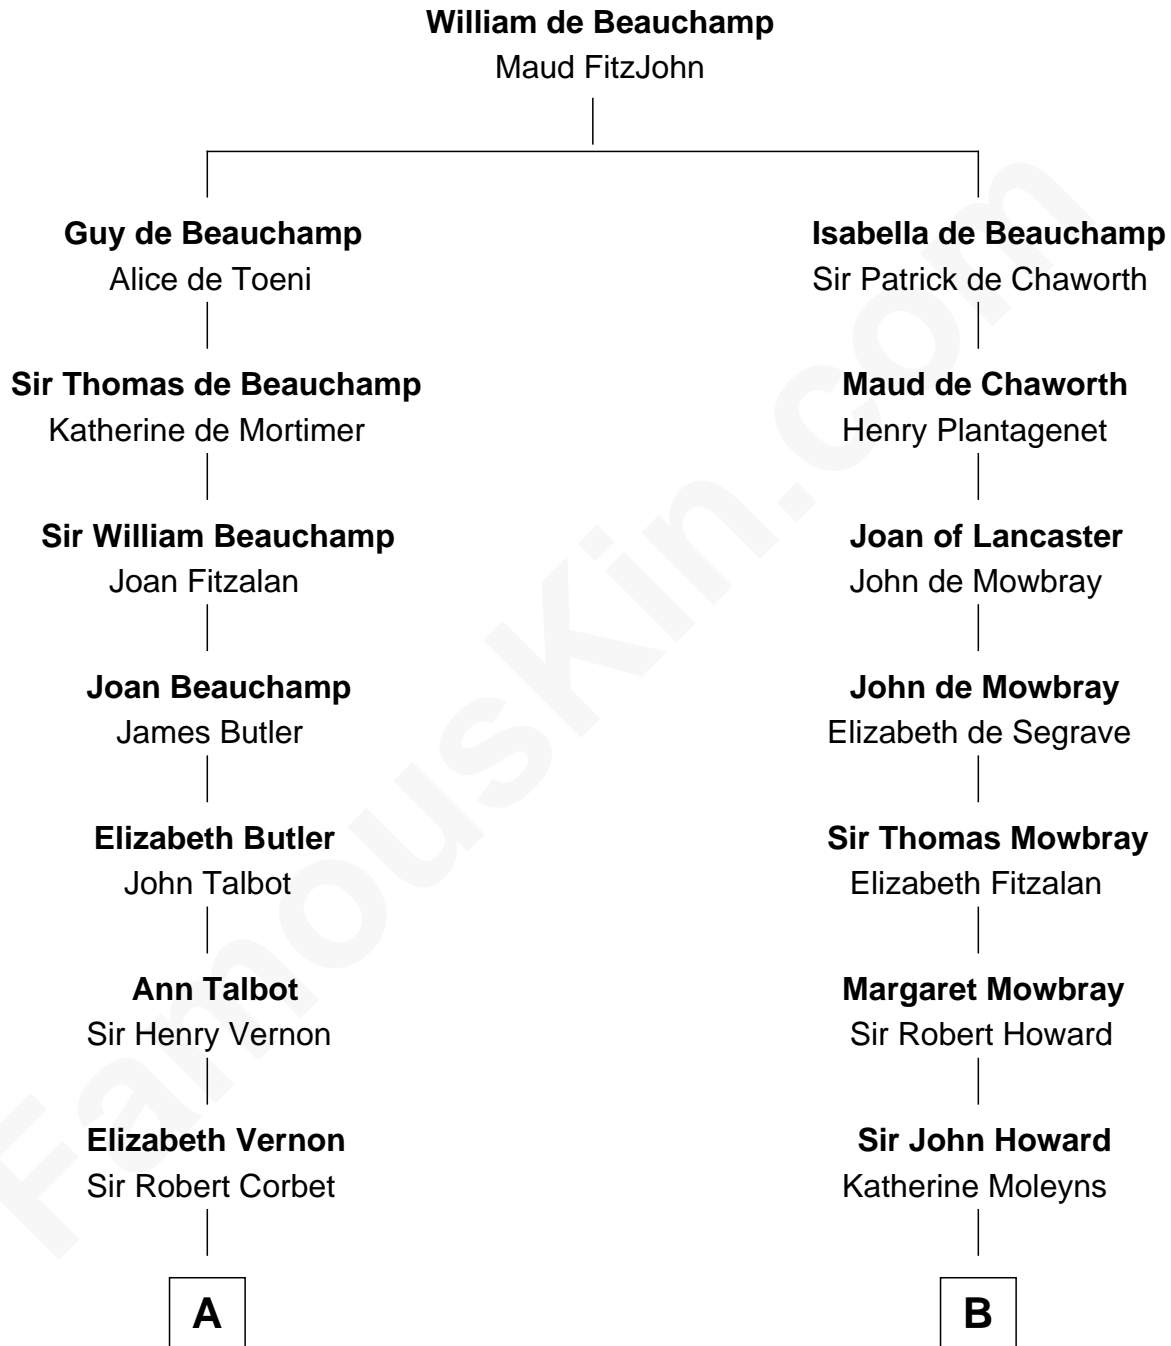 William de Beauchamp
Maud FitzJohn
Guy de Beauchamp
Alice de Toeni
Isabella de Beauchamp
Sir Patrick de Chaworth
Sir Thomas de Beauchamp
Katherine de Mortimer
Maud de Chaworth
Henry Plantagenet
Sir William Beauchamp
Joan Fitzalan
Joan of Lancaster
John de Mowbray
Joan Beauchamp
James Butler
John de Mowbray
Elizabeth de Segrave
Elizabeth Butler
John Talbot
Sir Thomas Mowbray
Elizabeth Fitzalan
Ann Talbot
Sir Henry Vernon
Margaret Mowbray
Sir Robert Howard
Elizabeth Vernon
Sir Robert Corbet
Sir John Howard
Katherine Moleyns
A
B
FamousKin.com